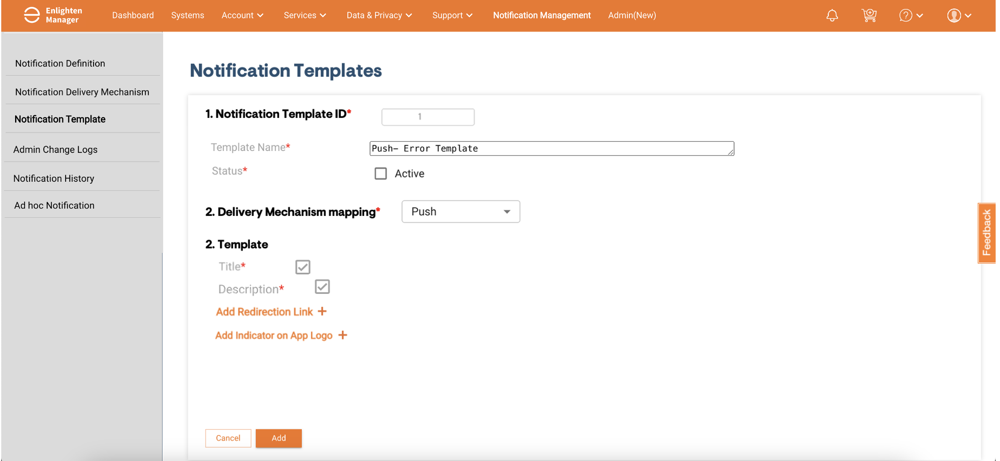 Enlighten
Manager
Dashboard
Systems
Account
Services
Data & Privacy
Support
Notification Management
Admin(New)
Notification Definition
Notification Delivery Mechanism
Notification Template
Admin Change Logs
Notification History
Ad hoc Notification
Notification Templates
1. Notification Template ID*
1
Template Name*
Push- Error Template
Status*
Active
2. Delivery Mechanism mapping*
Push
2. Template
Title*
Description*
Add Redirection Link +
Add Indicator on App Logo +
Cancel
Add
Feedback